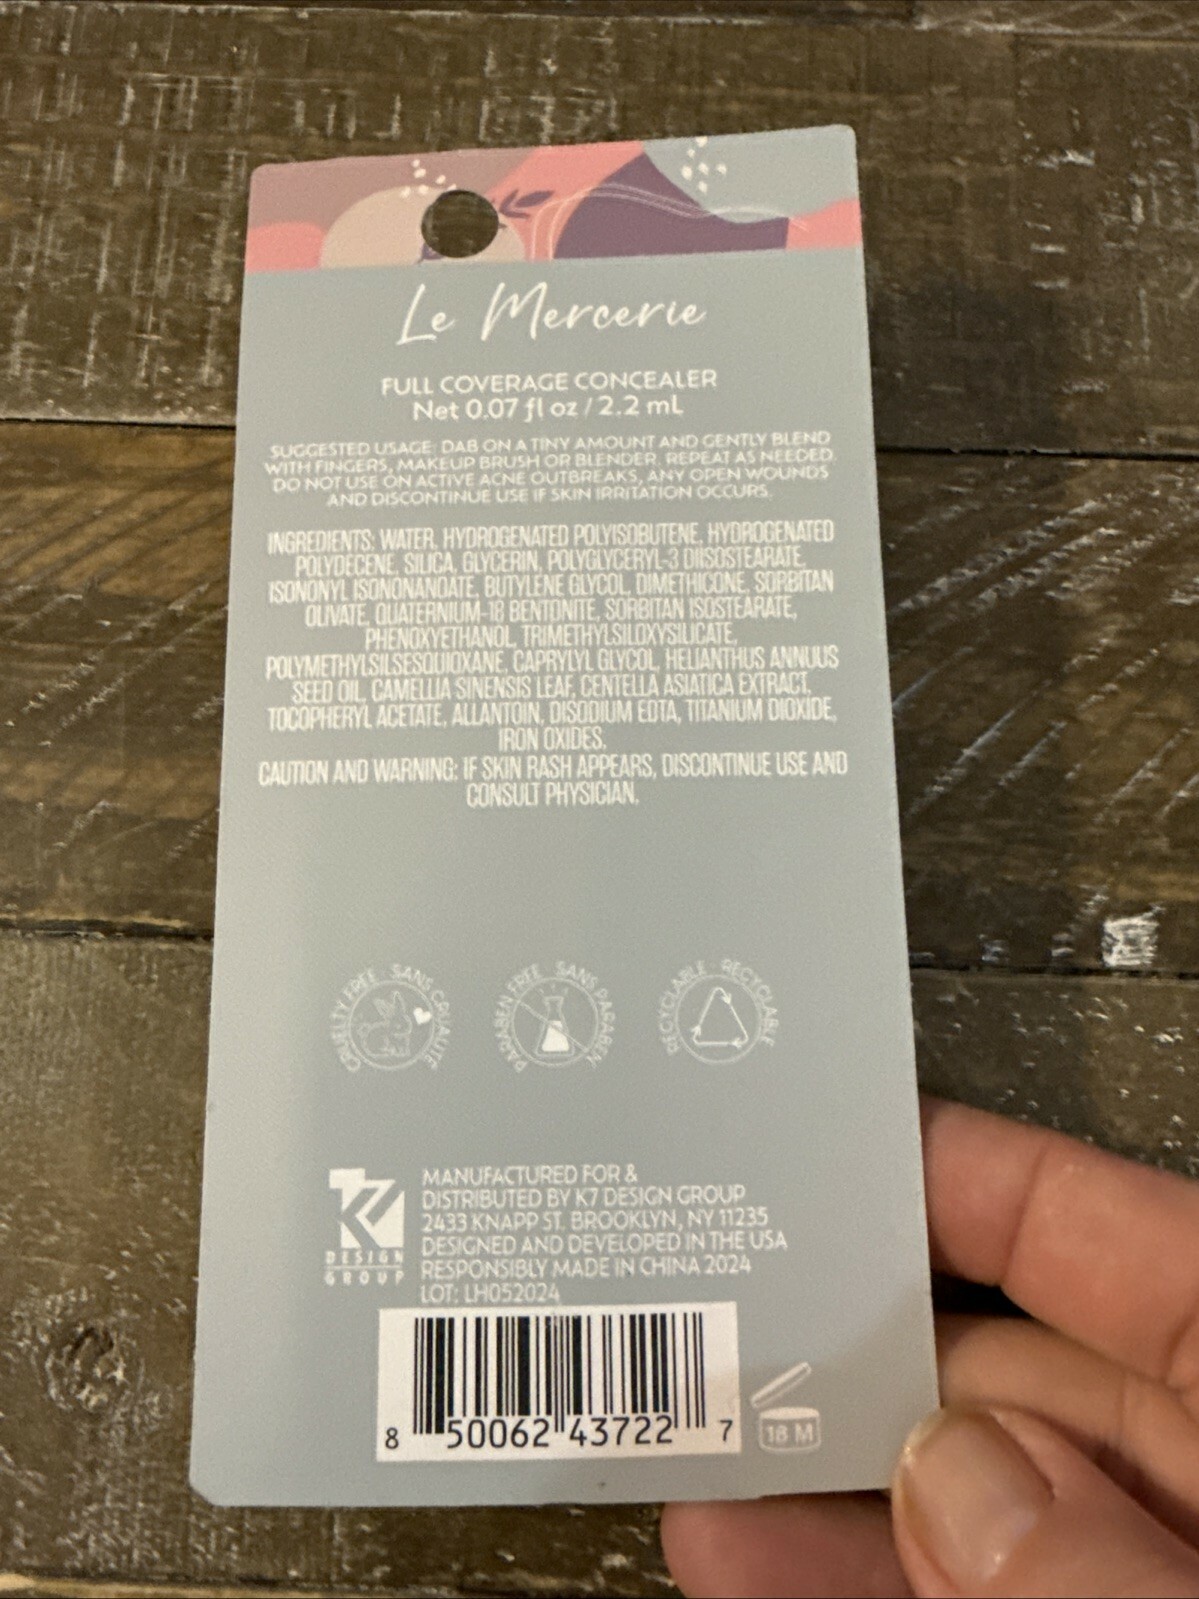 Le Mercerie
FULL COVERAGE CONCEALER
Net 0.07 fl oz / 2.2 mL
SUGGESTED USAGE: DAB ON A TINY AMOUNT AND GENTLY BLEND
WITH FINGERS, MAKEUP BRUSH OR BLENDER. REPEAT AS NEEDED.
DO NOT USE ON ACTIVE ACNE OUTBREAKS, ANY OPEN WOUNDS
AND DISCONTINUE USE IF SKIN IRRITATION OCCURS.
INGREDIENTS: WATER, HYDROGENATED POLYISOBUTENE, HYDROGENATED
POLYDECENE, SILICA, GLYCERIN, POLYGLYCERYL-3 DIISOSTEARATE,
ISONONYL ISONONANOATE, BUTYLENE GLYCOL, DIMETHICONE, SORBITAN
OLIVATE, QUATERNIUM-18 BENTONITE, SORBITAN ISOSTEARATE,
PHENOXYETHANOL, TRIMETHYLSILOXYSILICATE,
POLYMETHYLSILSESQUIOXANE, CAPRYLYL GLYCOL, HELIANTHUS ANNUUS
SEED OIL, CAMELLIA SINENSIS LEAF, CENTELLA ASIATICA EXTRACT,
TOCOPHERYL ACETATE, ALLANTOIN, DISODIUM EDTA, TITANIUM DIOXIDE,
IRON OXIDES.
CAUTION AND WARNING: IF SKIN RASH APPEARS, DISCONTINUE USE AND
CONSULT PHYSICIAN.
CRUELTY FREE · SANS CRUAUTÉ
PARABEN FREE · SANS PARABEN
RECYCLABLE · RECYCLABLE
K7
DESIGN
GROUP
MANUFACTURED FOR &
DISTRIBUTED BY K7 DESIGN GROUP
2433 KNAPP ST. BROOKLYN, NY 11235
DESIGNED AND DEVELOPED IN THE USA
RESPONSIBLY MADE IN CHINA 2024
LOT: LH052024
8 50062 43722 7
18 M